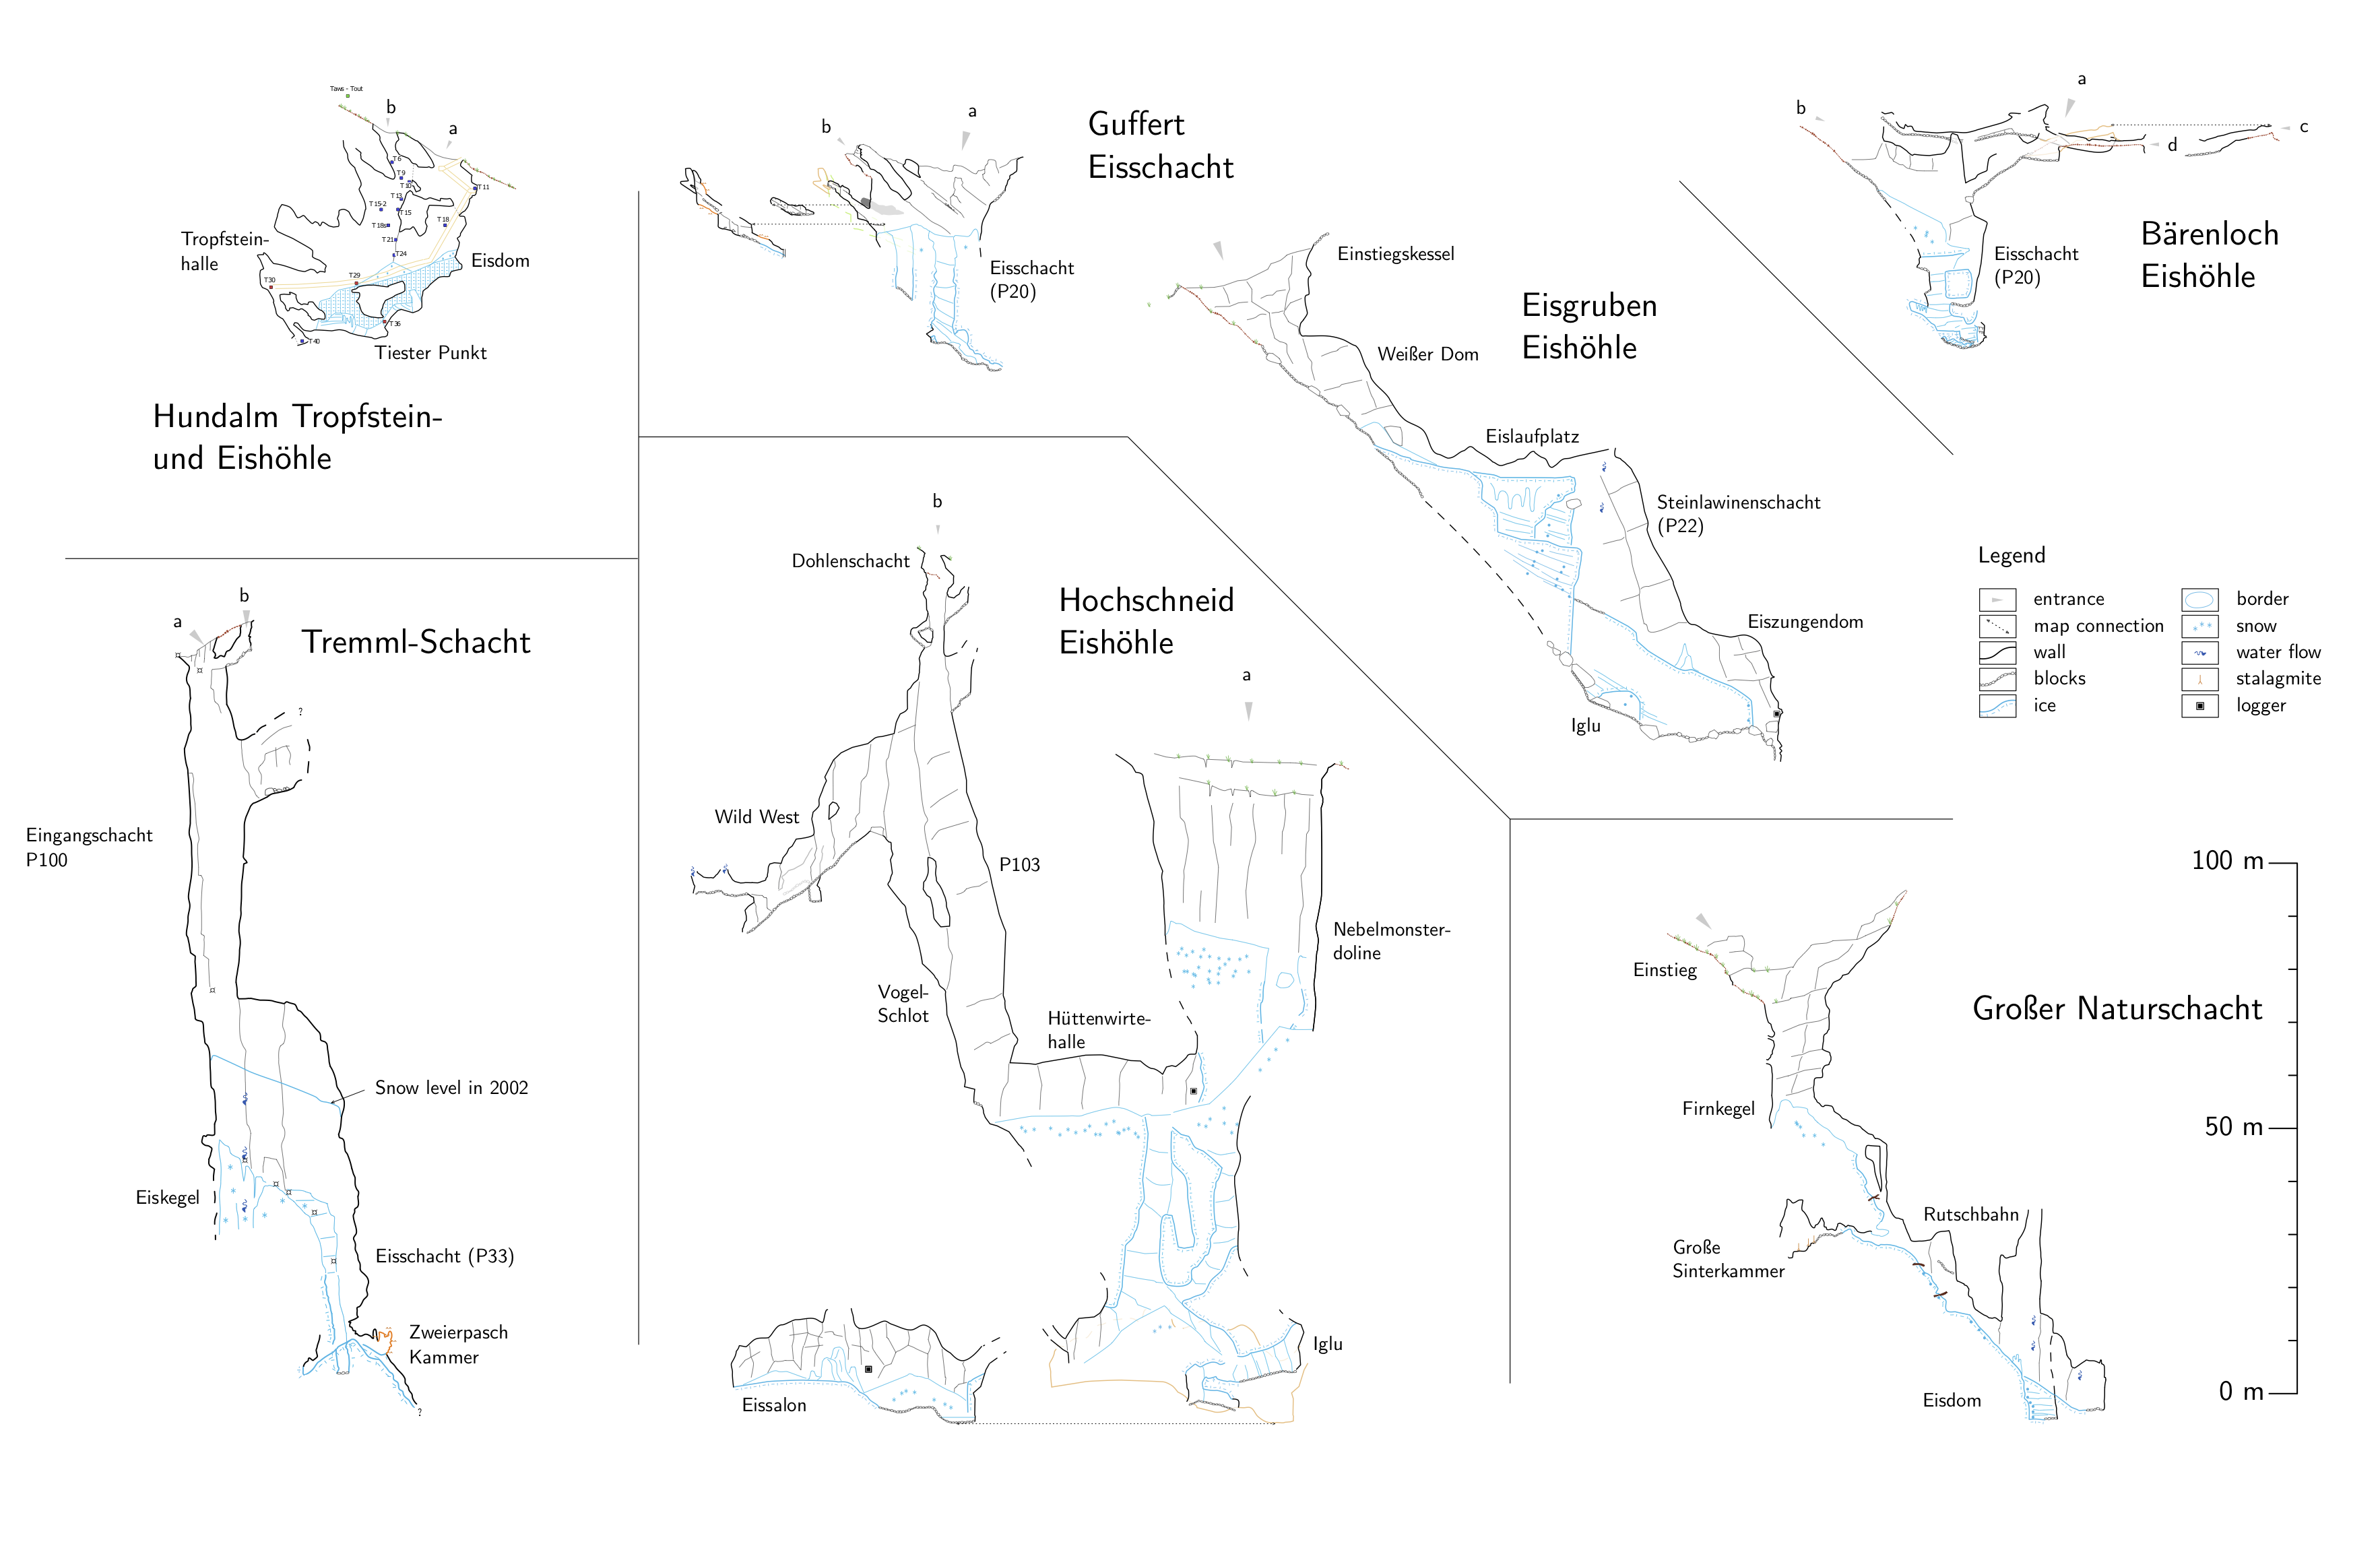 Taws - Tout
b
a
T6
T9
T10
T11
T13
T15-2
T15
T18
T18a
T21
T24
T29
T30
T36
T40
Tropfstein-
halle
Eisdom
Tiester Punkt
Hundalm Tropfstein-
und Eishöhle
b
a
Guffert
Eisschacht
Eisschacht
(P20)
Einstiegskessel
Weißer Dom
Eisgruben
Eishöhle
Eislaufplatz
Steinlawinenschacht
(P22)
Eiszungendom
Iglu
a
b
c
d
Eisschacht
(P20)
Bärenloch
Eishöhle
Legend
entrance
map connection
wall
blocks
ice
border
snow
water flow
stalagmite
logger
a
b
Tremml-Schacht
?
Eingangschacht
P100
Snow level in 2002
Eiskegel
Eisschacht (P33)
Zweierpasch
Kammer
?
b
Dohlenschacht
Hochschneid
Eishöhle
a
Wild West
P103
Nebelmonster-
doline
Vogel-
Schlot
Hüttenwirte-
halle
Iglu
Eissalon
Einstieg
Großer Naturschacht
Firnkegel
Rutschbahn
Große
Sinterkammer
Eisdom
100 m
50 m
0 m